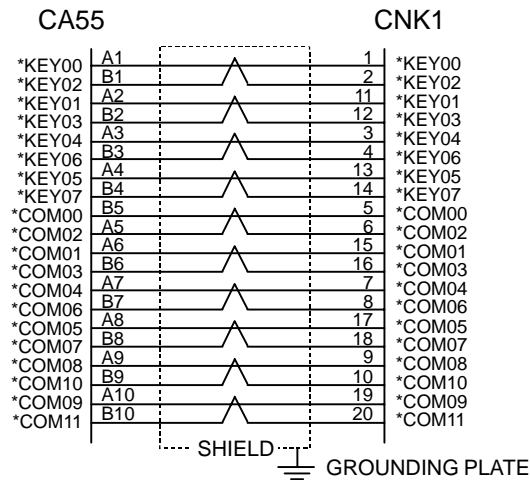 CA55 CNK1
*KEY00 A1 1 *KEY00
*KEY02 B1 2 *KEY02
*KEY01 A2 11 *KEY01
*KEY03 B2 12 *KEY03
*KEY04 A3 3 *KEY04
*KEY06 B3 4 *KEY06
*KEY05 A4 13 *KEY05
*KEY07 B4 14 *KEY07
*COM00 B5 5 *COM00
*COM02 A5 6 *COM02
*COM01 A6 15 *COM01
*COM03 B6 16 *COM03
*COM04 A7 7 *COM04
*COM06 B7 8 *COM06
*COM05 A8 17 *COM05
*COM07 B8 18 *COM07
*COM08 A9 9 *COM08
*COM10 B9 10 *COM10
*COM09 A10 19 *COM09
*COM11 B10 20 *COM11
SHIELD
GROUNDING PLATE